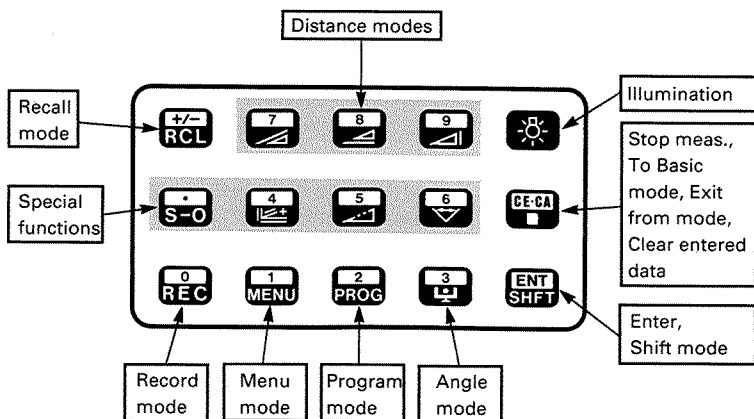 Distance modes
Recall
mode
Illumination
+/–
RCL
7
8
9
Special
functions
•
S–O
4
5
6
CE·CA
Stop meas.,
To Basic
mode, Exit
from mode,
Clear entered
data
0
REC
1
MENU
2
PROG
3
ENT
SHFT
Enter,
Shift mode
Record
mode
Menu
mode
Program
mode
Angle
mode